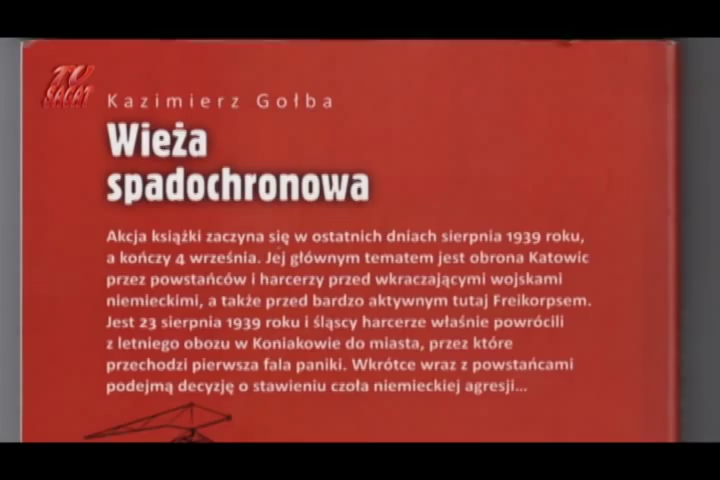 TV
SAGAT
Kazimierz Gołba
Wieża
spadochronowa
Akcja książki zaczyna się w ostatnich dniach sierpnia 1939 roku,
a kończy 4 września. Jej głównym tematem jest obrona Katowic
przez powstańców i harcerzy przed wkraczającymi wojskami
niemieckimi, a także przed bardzo aktywnym tutaj Freikorpsem.
Jest 23 sierpnia 1939 roku i śląscy harcerze właśnie powrócili
z letniego obozu w Koniakowie do miasta, przez które
przechodzi pierwsza fala paniki. Wkrótce wraz z powstańcami
podejmą decyzję o stawieniu czoła niemieckiej agresji...